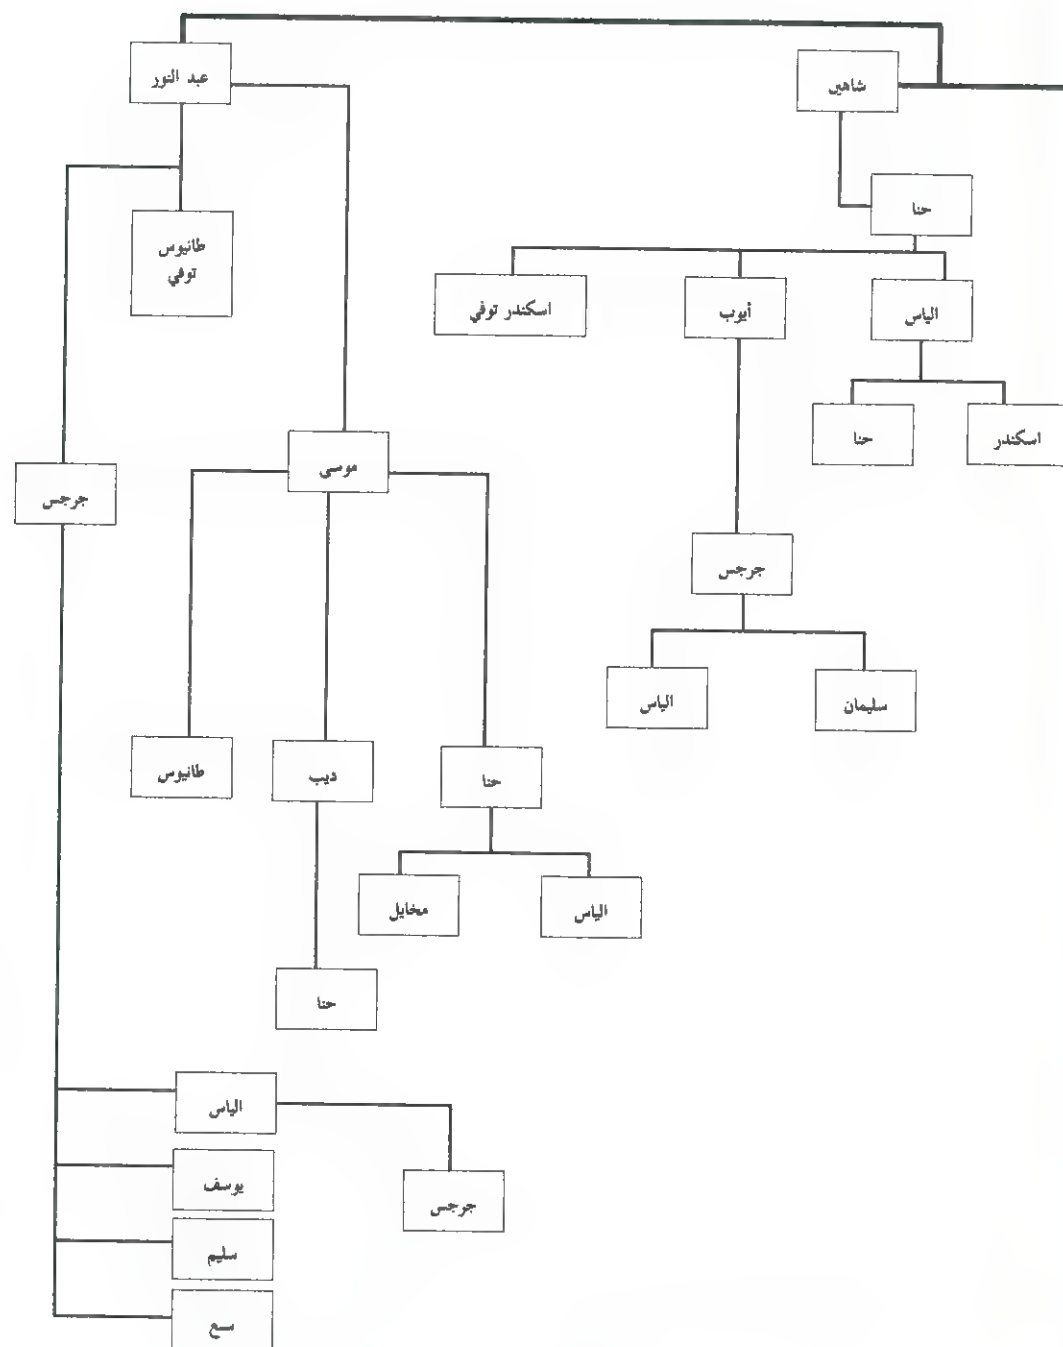 عبد النور
شاهين
حنا
طانيوس
توفي
اسكندر توفي
أيوب
الياس
حنا
اسكندر
موسى
جرجس
جرجس
الياس
سليمان
طانيوس
ديب
حنا
مخايل
الياس
حنا
الياس
جرجس
يوسف
سليم